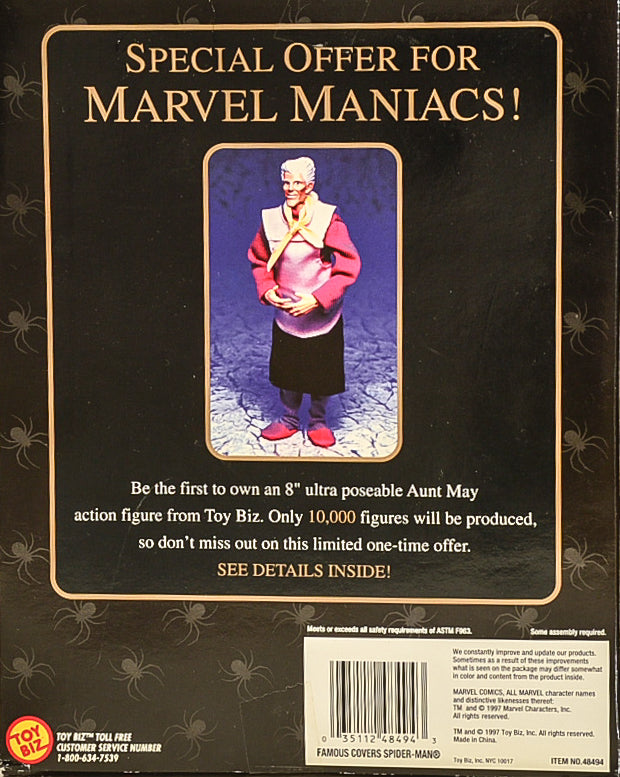 SPECIAL OFFER FOR
MARVEL MANIACS!
Be the first to own an 8" ultra poseable Aunt May
action figure from Toy Biz. Only 10,000 figures will be produced,
so don't miss out on this limited one-time offer.
SEE DETAILS INSIDE!
Meets or exceeds all safety requirements of ASTM F963.
Some assembly required.
We constantly improve and update our products.
Sometimes as a result of these improvements
what is seen on the package may differ somewhat
in color and content from the product inside.
MARVEL COMICS, ALL MARVEL character names
and distinctive likenesses thereof:
TM and © 1997 Marvel Characters, Inc.
All rights reserved.
TM and © 1997 Toy Biz, Inc. All rights reserved.
Made in China.
Toy Biz, Inc. NYC 10017
ITEM NO.48494
0 35112 48494 3
FAMOUS COVERS SPIDER-MAN®
TOY
BIZ
TOY BIZ™ TOLL FREE
CUSTOMER SERVICE NUMBER
1-800-634-7539